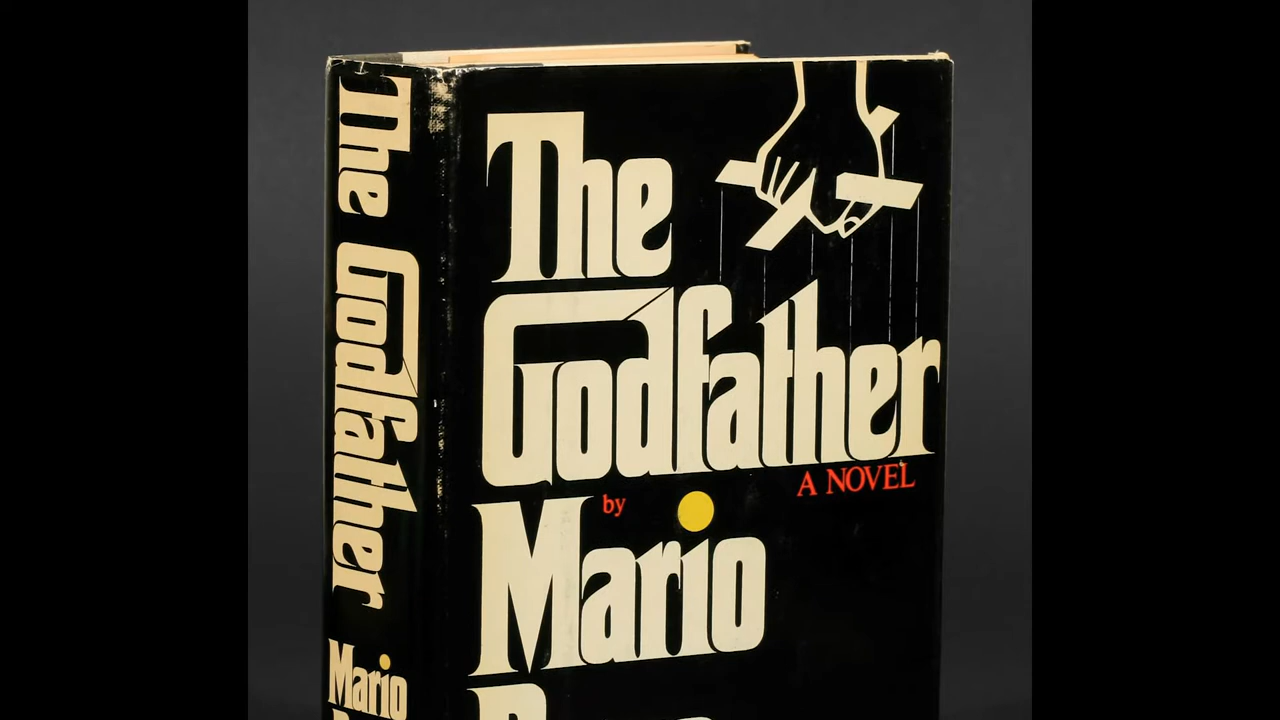 The Godfather
Mario
The
Godfather
A NOVEL
by
Mario